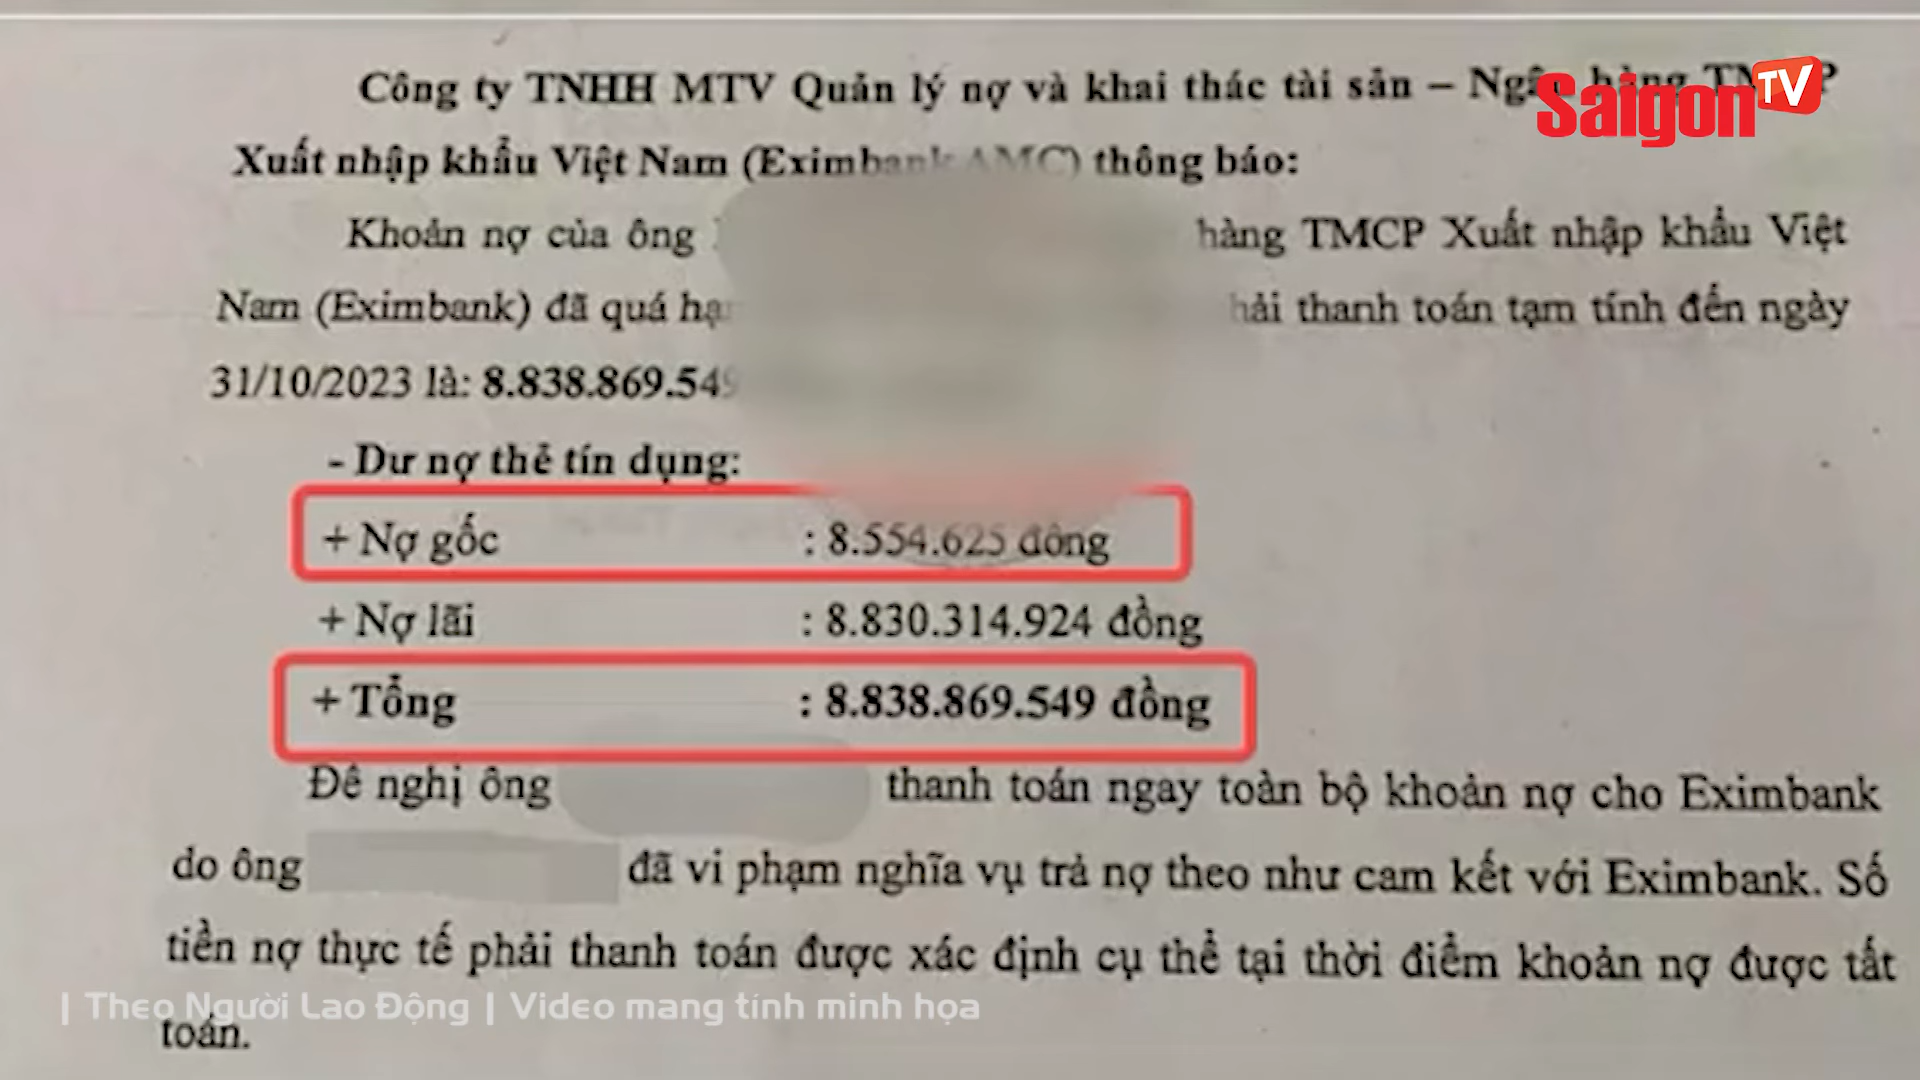 Saigon TV
Công ty TNHH MTV Quản lý nợ và khai thác tài sản – Ngân hàng TMCP
Xuất nhập khẩu Việt Nam (Eximbank AMC) thông báo:
Khoản nợ của ông hàng TMCP Xuất nhập khẩu Việt
Nam (Eximbank) đã quá thanh toán tạm tính đến ngày
31/10/2023 là: 8.838.869.549
- Dư nợ thẻ tín dụng:
+ Nợ gốc : 8.554.625 đồng
+ Nợ lãi : 8.830.314.924 đồng
+ Tổng : 8.838.869.549 đồng
Đề nghị ông thanh toán ngay toàn bộ khoản nợ cho Eximbank
do ông đã vi phạm nghĩa vụ trả nợ theo như cam kết với Eximbank. Số
tiền nợ thực tế phải thanh toán được xác định cụ thể tại thời điểm khoản nợ được tất
toán.
| Theo Người Lao Động | Video mang tính minh họa